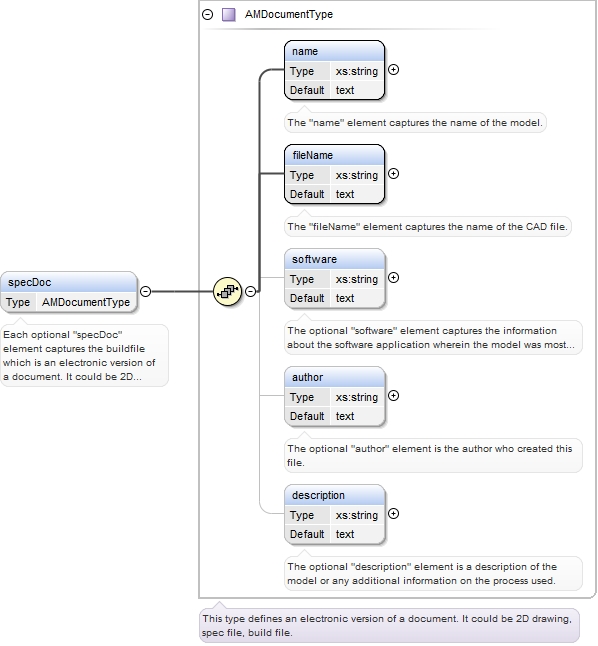 AMDocumentType
name
Type xs:string
Default text
The "name" element captures the name of the model.
fileName
Type xs:string
Default text
The "fileName" element captures the name of the CAD file.
software
Type xs:string
Default text
The optional "software" element captures the information
about the software application wherein the model was most...
specDoc
Type AMDocumentType
Each optional "specDoc"
element captures the buildfile
which is an electronic version of
a document. It could be 2D...
author
Type xs:string
Default text
The optional "author" element is the author who created this
file.
description
Type xs:string
Default text
The optional "description" element is a description of the
model or any additional information on the process used.
This type defines an electronic version of a document. It could be 2D drawing,
spec file, build file.